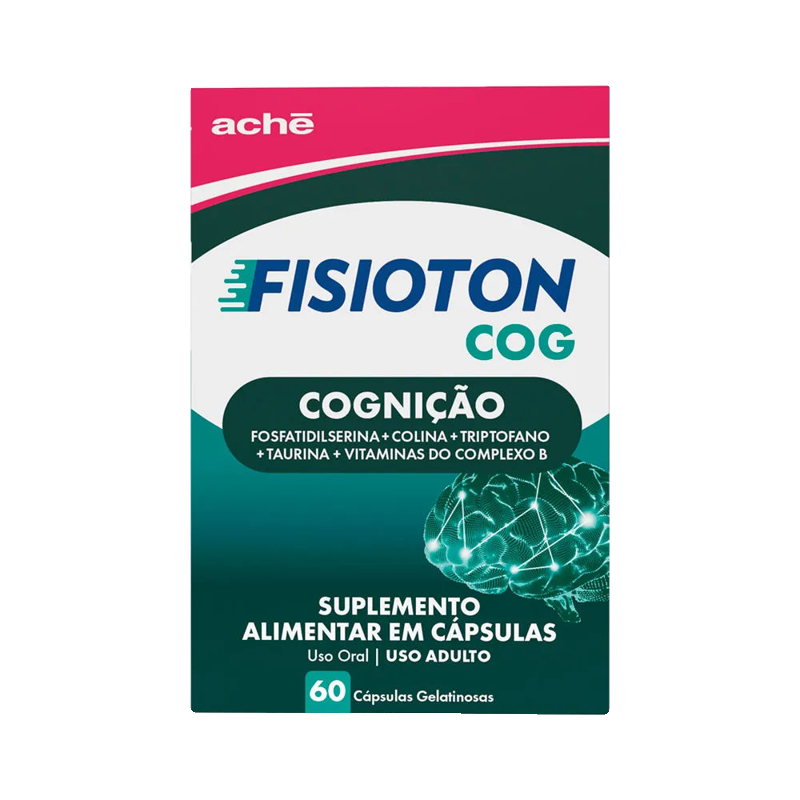 achē
FISIOTON
COG
COGNIÇÃO
FOSFATIDILSERINA + COLINA + TRIPTOFANO
+ TAURINA + VITAMINAS DO COMPLEXO B
SUPLEMENTO
ALIMENTAR EM CÁPSULAS
Uso Oral | USO ADULTO
60 Cápsulas Gelatinosas